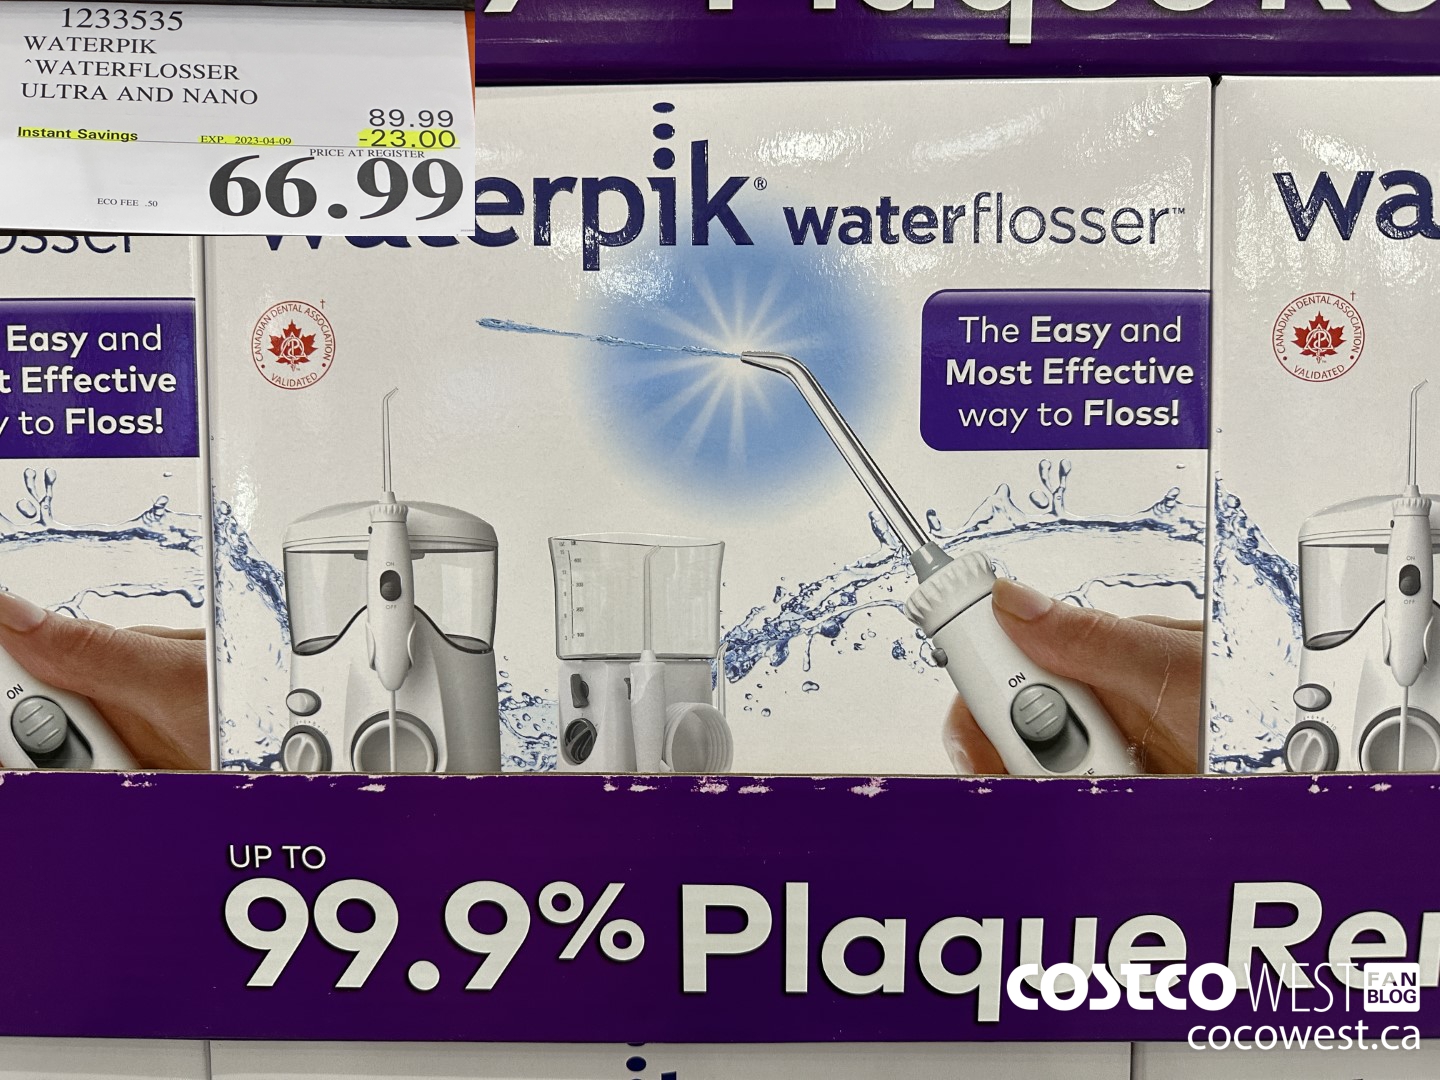 1233535
WATERPIK
^WATERFLOSSER
ULTRA AND NANO
89.99
Instant Savings EXP. 2023-04-09 -23.00
PRICE AT REGISTER
66.99
ECO FEE .50
waterpik® waterflosser™
wa
CANADIAN DENTAL ASSOCIATION †
VALIDATED
The Easy and
Most Effective
way to Floss!
Easy and
t Effective
y to Floss!
CANADIAN DENTAL ASSOCIATION †
VALIDATED
ON
OFF
ON
ON
ON
OFF
UP TO
99.9% Plaque Rem
COSTCO WEST FAN BLOG
cocowest.ca